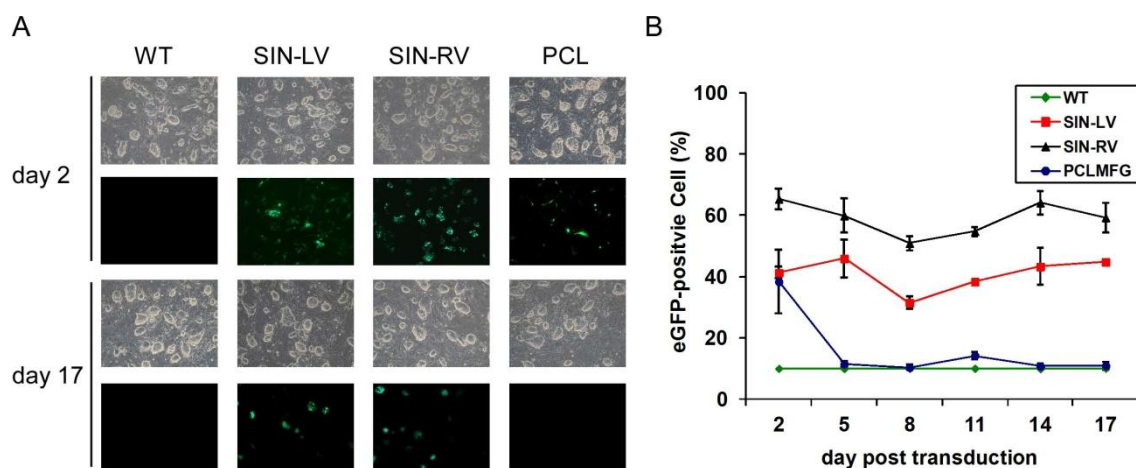 A
WT SIN-LV SIN-RV PCL
day 2
day 17
B
eGFP-positvie Cell (%)
100
80
60
40
20
0
WT
SIN-LV
SIN-RV
PCLMFG
2 5 8 11 14 17
day post transduction